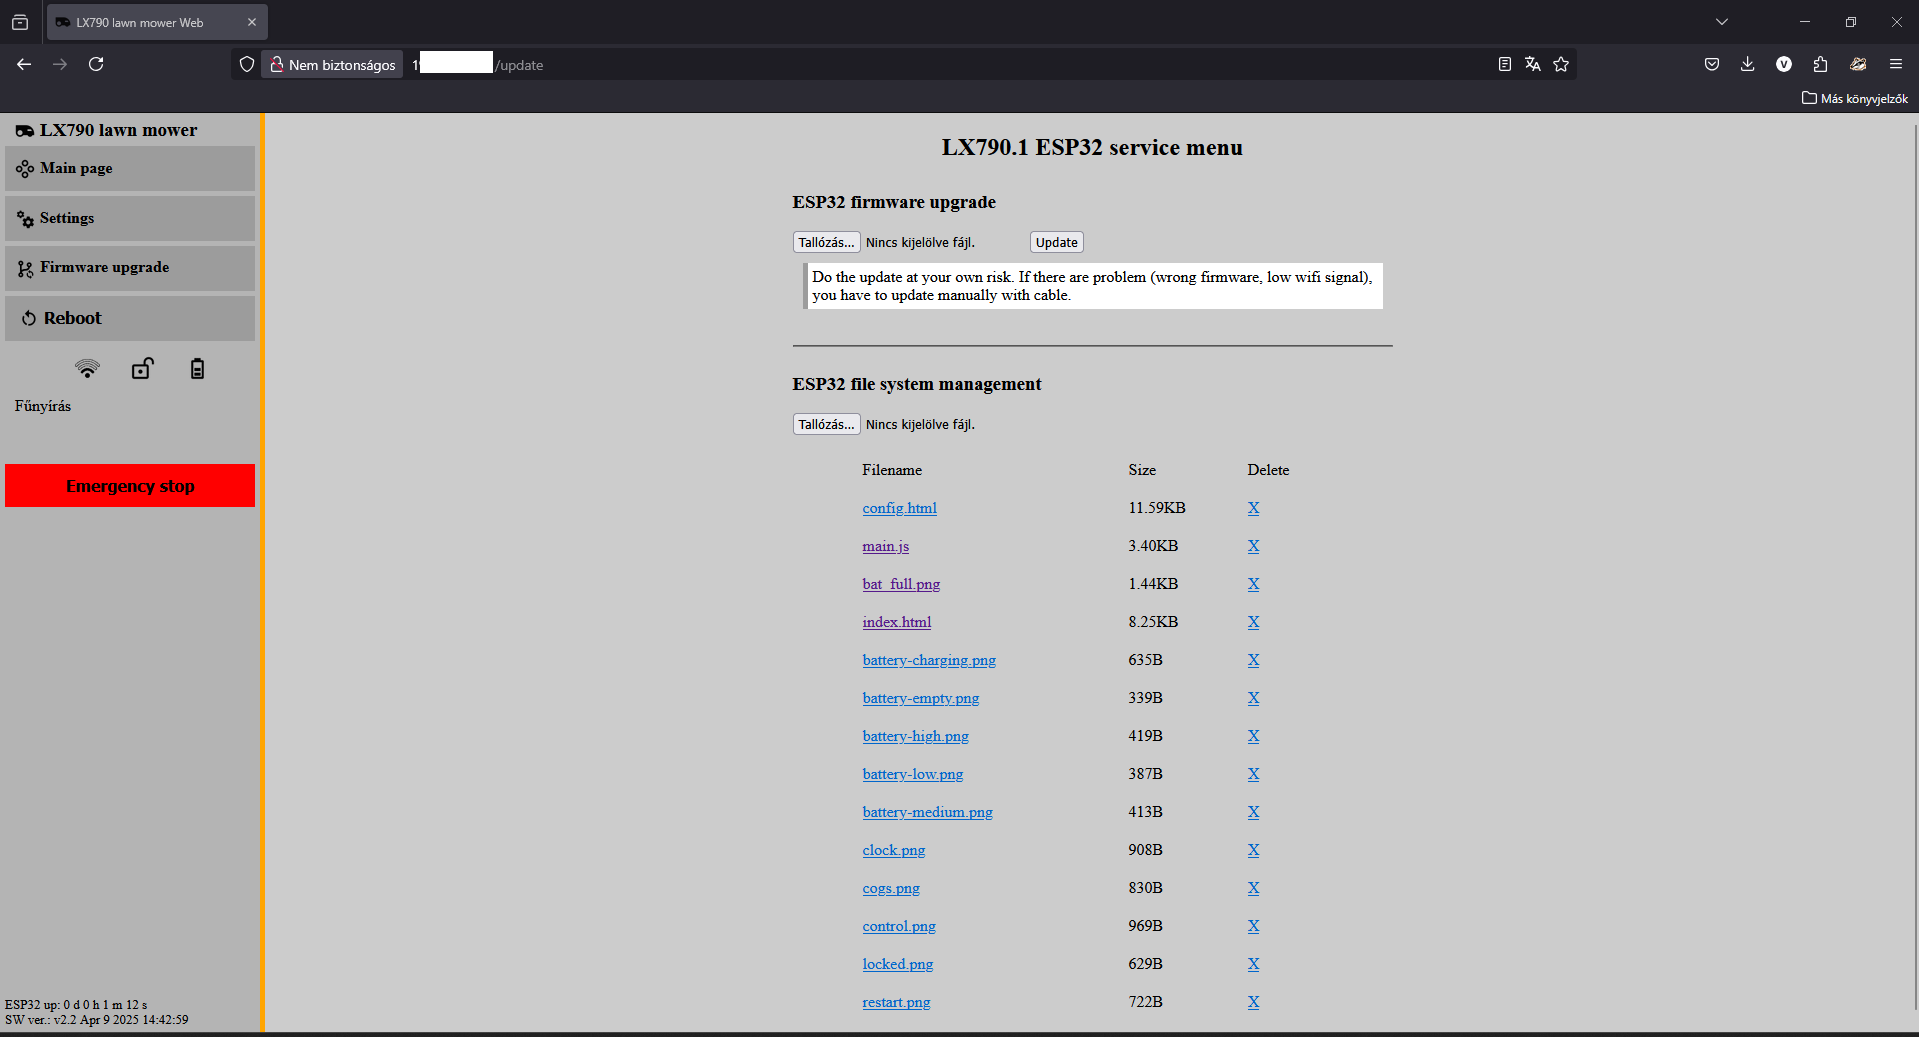 LX790 lawn mower Web
Nem biztonságos
/update
Más könyvjelzők
LX790 lawn mower
Main page
Settings
Firmware upgrade
Reboot
Fűnyírás
Emergency stop
ESP32 up: 0 d 0 h 1 m 12 s
SW ver.: v2.2 Apr 9 2025 14:42:59
LX790.1 ESP32 service menu
ESP32 firmware upgrade
Tallózás... Nincs kijelölve fájl. Update
Do the update at your own risk. If there are problem (wrong firmware, low wifi signal),
you have to update manually with cable.
ESP32 file system management
Tallózás... Nincs kijelölve fájl.
Filename Size Delete
config.html 11.59KB X
main.js 3.40KB X
bat_full.png 1.44KB X
index.html 8.25KB X
battery-charging.png 635B X
battery-empty.png 339B X
battery-high.png 419B X
battery-low.png 387B X
battery-medium.png 413B X
clock.png 908B X
cogs.png 830B X
control.png 969B X
locked.png 629B X
restart.png 722B X